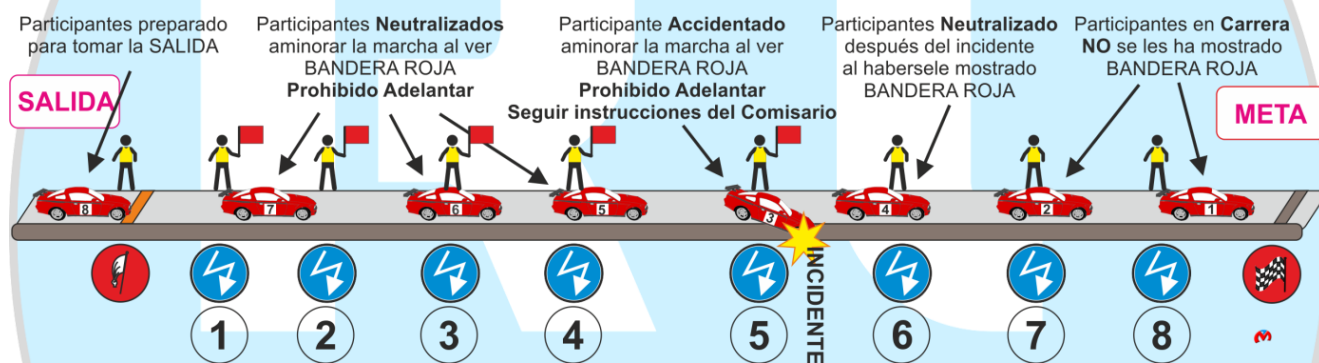 Participantes preparado
para tomar la SALIDA
Participantes Neutralizados
aminorar la marcha al ver
BANDERA ROJA
Prohibido Adelantar
Participante Accidentado
aminorar la marcha al ver
BANDERA ROJA
Prohibido Adelantar
Seguir instrucciones del Comisario
Participantes Neutralizado
después del incidente
al habersele mostrado
BANDERA ROJA
Participantes en Carrera
NO se les ha mostrado
BANDERA ROJA
SALIDA
META
8
7
6
5
3
4
2
1
INCIDENTE
1
2
3
4
5
6
7
8